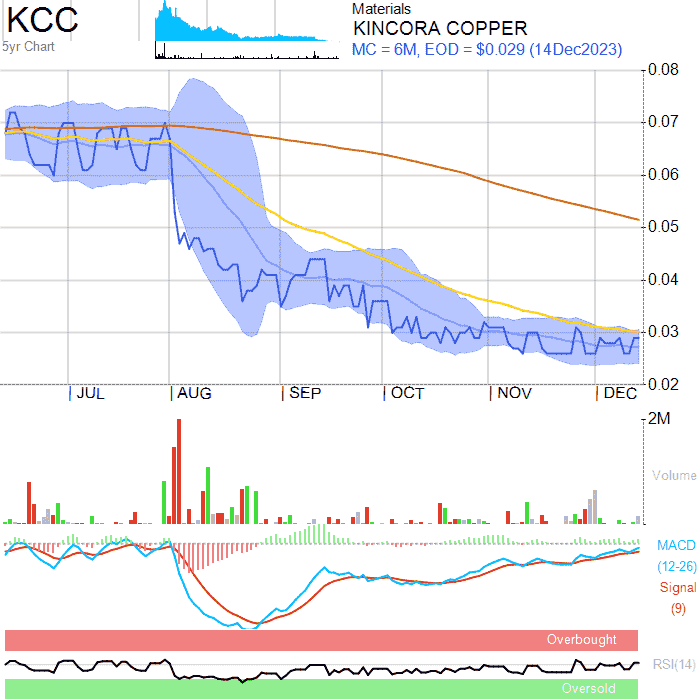 KCC
5yr Chart
Materials
KINCORA COPPER
MC = 6M, EOD = $0.029 (14Dec2023)
0.08
0.07
0.06
0.05
0.04
0.03
0.02
JUL AUG SEP OCT NOV DEC
2M
Volume
MACD
(12-26)
Signal
(9)
Overbought
RSI(14)
Oversold